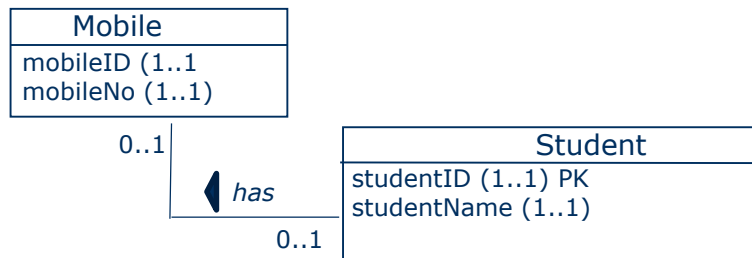 Mobile
mobileID (1..1
mobileNo (1..1)
0..1
Student
studentID (1..1) PK
has
studentName (1..1)
0..1